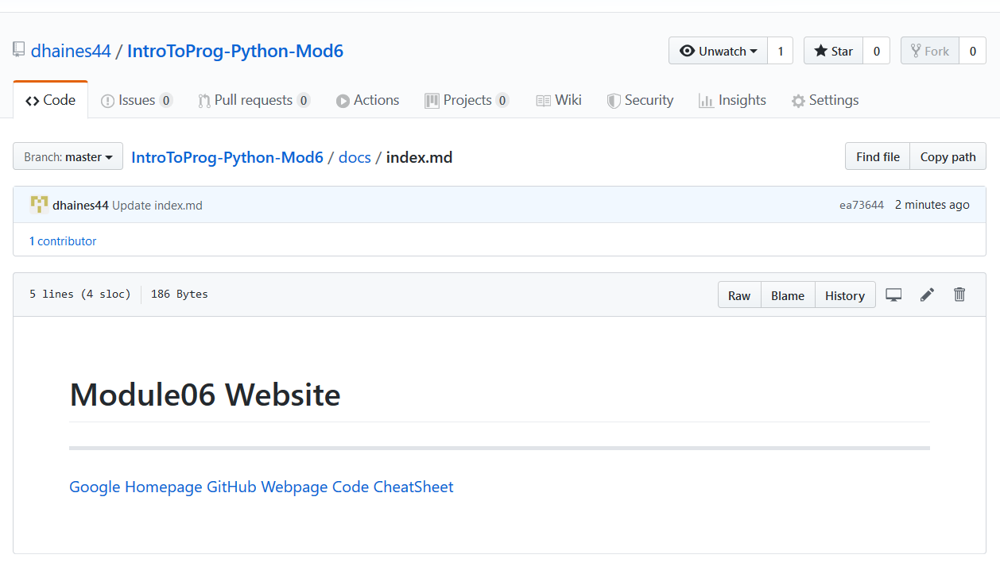 dhaines44 / IntroToProg-Python-Mod6
Unwatch 1 Star 0 Fork 0
Code Issues 0 Pull requests 0 Actions Projects 0 Wiki Security Insights Settings
Branch: master IntroToProg-Python-Mod6 / docs / index.md Find file Copy path
dhaines44 Update index.md ea73644 2 minutes ago
1 contributor
5 lines (4 sloc) 186 Bytes Raw Blame History
Module06 Website
Google Homepage GitHub Webpage Code CheatSheet